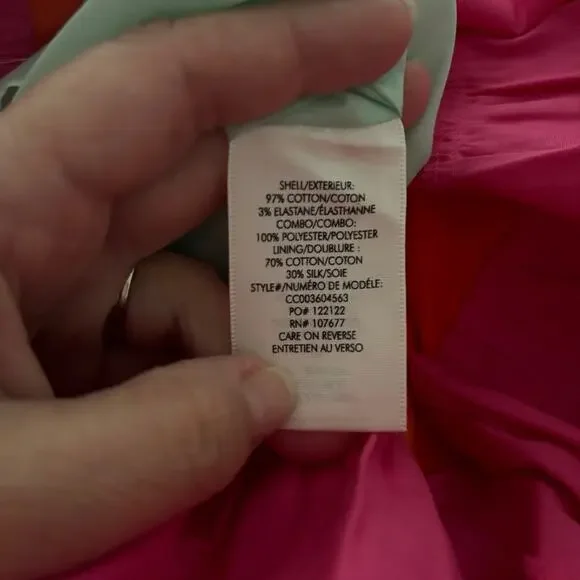 SHELL/EXTERIEUR:
97% COTTON/COTON
3% ELASTANE/ÉLASTHANNE
COMBO/COMBO:
100% POLYESTER/POLYESTER
LINING/DOUBLURE :
70% COTTON/COTON
30% SILK/SOIE
STYLE#/NUMÉRO DE MODÉLE:
CC003604563
PO# 122122
RN# 107677
CARE ON REVERSE
ENTRETIEN AU VERSO